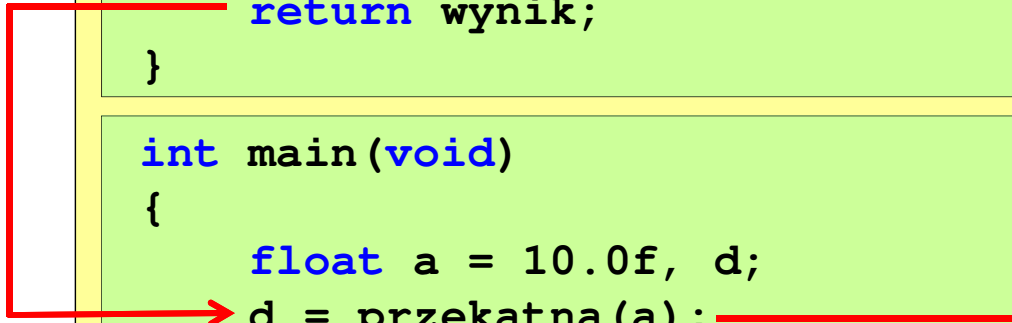 return wynik;
}
int main(void)
{
float a = 10.0f, d;
d = przekatna(a);